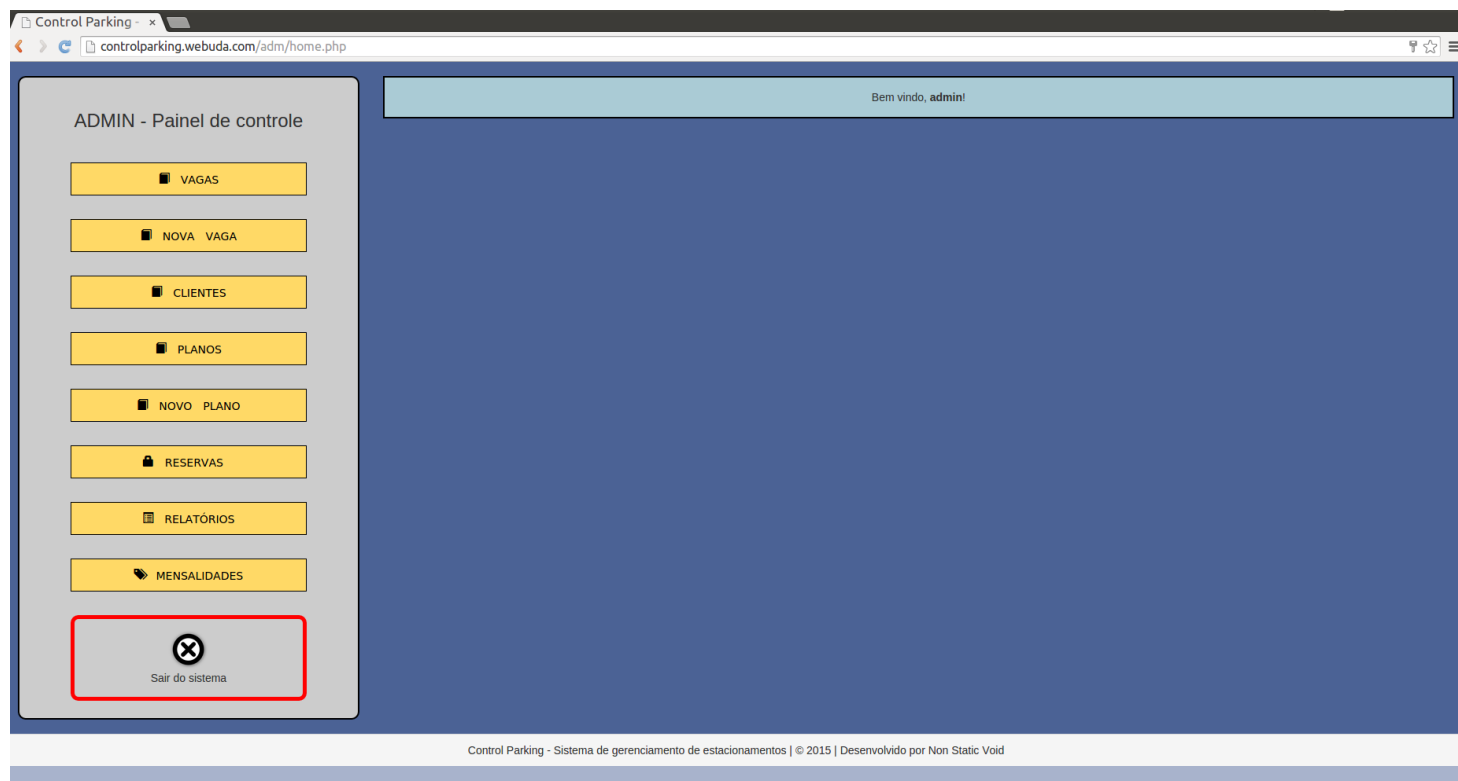 Control Parking -
controlparking.webuda.com/adm/home.php
ADMIN - Painel de controle
VAGAS
NOVA VAGA
CLIENTES
PLANOS
NOVO PLANO
RESERVAS
RELATÓRIOS
MENSALIDADES
Sair do sistema
Bem vindo, admin!
Control Parking - Sistema de gerenciamento de estacionamentos | © 2015 | Desenvolvido por Non Static Void